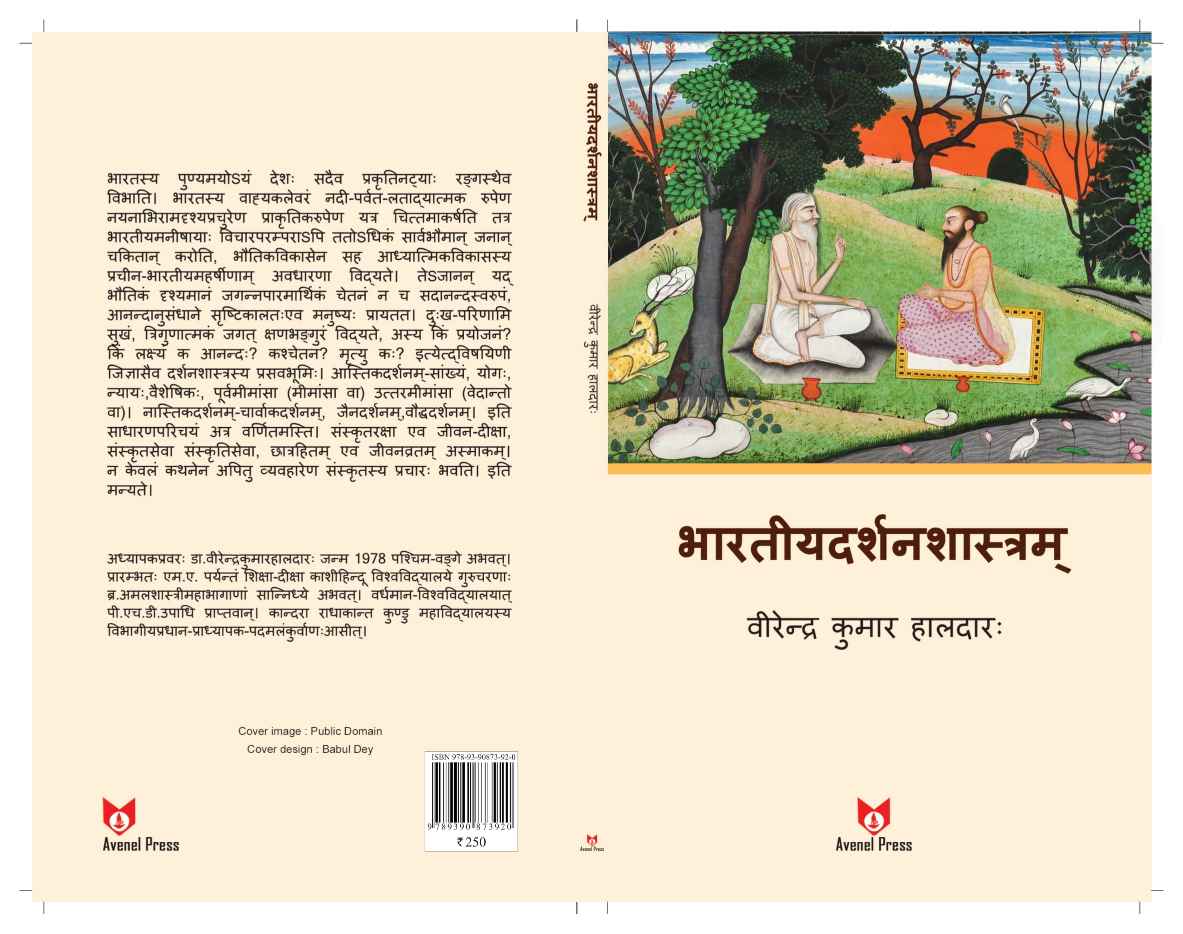 भारतस्य पुण्यमयोऽयं देशः सदैव प्रकृतिनट्याः रङ्गस्थेव
विभाति। भारतस्य वाह्यकलेवरं नदी-पर्वत-लताद्यात्मक रुपेण
नयनाभिरामदृश्यप्रचुरेण प्राकृतिकरुपेण यत्र चित्तमाकर्षति तत्र
भारतीयमनीषायाः विचारपरम्पराऽपि ततोऽधिकं सार्वभौमान् जनान्
चकितान् करोति, भौतिकविकासेन सह आध्यात्मिकविकासस्य
प्रचीन-भारतीयमहर्षीणाम् अवधारणा विद्यते। तेऽजानन् यद्
भौतिकं दृश्यमानं जगन्नपारमार्थिकं चेतनं न च सदानन्दस्वरुपं,
आनन्दानुसंधाने सृष्टिकालतःएव मनुष्यः प्रायतत। दुःख-परिणामि
सुखं, त्रिगुणात्मकं जगत् क्षणभङ्गुरं विद्यते, अस्य किं प्रयोजनं?
किं लक्ष्यं क आनन्दः? कश्चेतन? मृत्यु कः? इत्येत्द्विषयिणी
जिज्ञासैव दर्शनशास्त्रस्य प्रसवभूमिः। आस्तिकदर्शनम्-सांख्यं, योगः,
न्यायः,वैशेषिकः, पूर्वमीमांसा (मीमांसा वा) उत्तरमीमांसा (वेदान्तो
वा)। नास्तिकदर्शनम्-चार्वाकदर्शनम्, जैनदर्शनम्,वौद्धदर्शनम्। इति
साधारणपरिचयं अत्र वर्णितमस्ति। संस्कृतरक्षा एव जीवन-दीक्षा,
संस्कृतसेवा संस्कृतिसेवा, छात्रहितम् एवं जीवनव्रतम् अस्माकम्।
न केवलं कथनेन अपितु व्यवहारेण संस्कृतस्य प्रचारः भवति। इति
मन्यते।
अध्यापकप्रवरः डा.वीरेन्द्रकुमारहालदारः जन्म 1978 पश्चिम-वङ्गे अभवत्।
प्रारम्भतः एम.ए. पर्यन्तं शिक्षा-दीक्षा काशीहिन्दू विश्वविद्यालये गुरुचरणाः
ब्र.अमलशास्त्रीमहाभागाणां सान्निध्ये अभवत्। वर्धमान-विश्वविद्यालयात्
पी.एच.डी.उपाधि प्राप्तवान्। कान्दरा राधाकान्त कुण्डु महाविद्यालयस्य
विभागीयप्रधान-प्राध्यापक-पदमलंकुर्वाणःआसीत्।
Cover image : Public Domain
Cover design : Babul Dey
ISBN 978-93-90873-92-0
9 789390 873920
₹ 250
Avenel Press
भारतीयदर्शनशास्त्रम्
वीरेन्द्र कुमार हालदारः
Avenel Press
भारतीयदर्शनशास्त्रम्
वीरेन्द्र कुमार हालदारः
Avenel Press